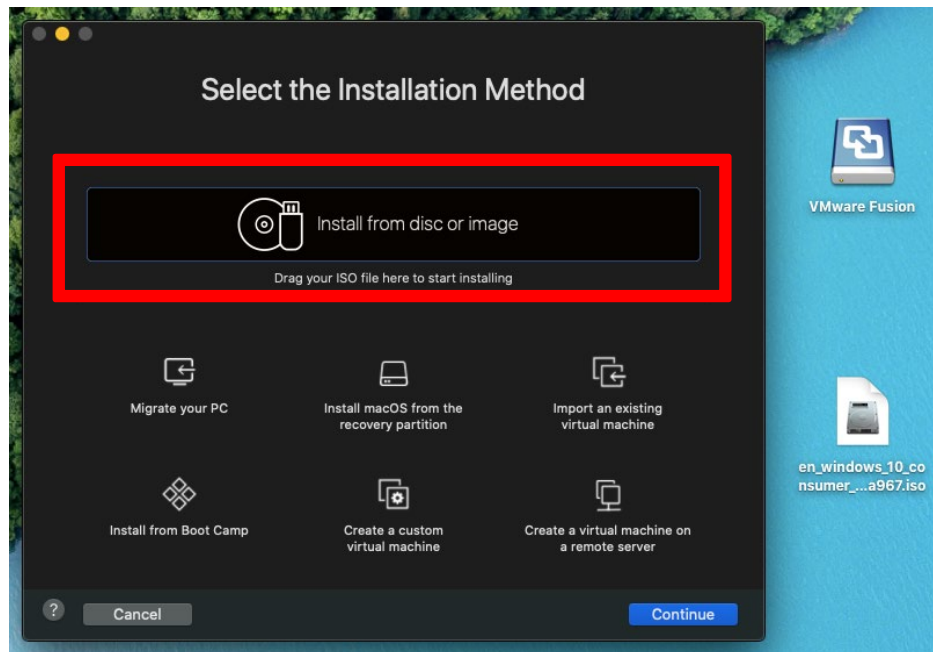 Select the Installation Method
Install from disc or image
Drag your ISO file here to start installing
Migrate your PC
Install macOS from the
recovery partition
Import an existing
virtual machine
Install from Boot Camp
Create a custom
virtual machine
Create a virtual machine on
a remote server
?
Cancel
Continue
VMware Fusion
en_windows_10_co
nsumer_...a967.iso